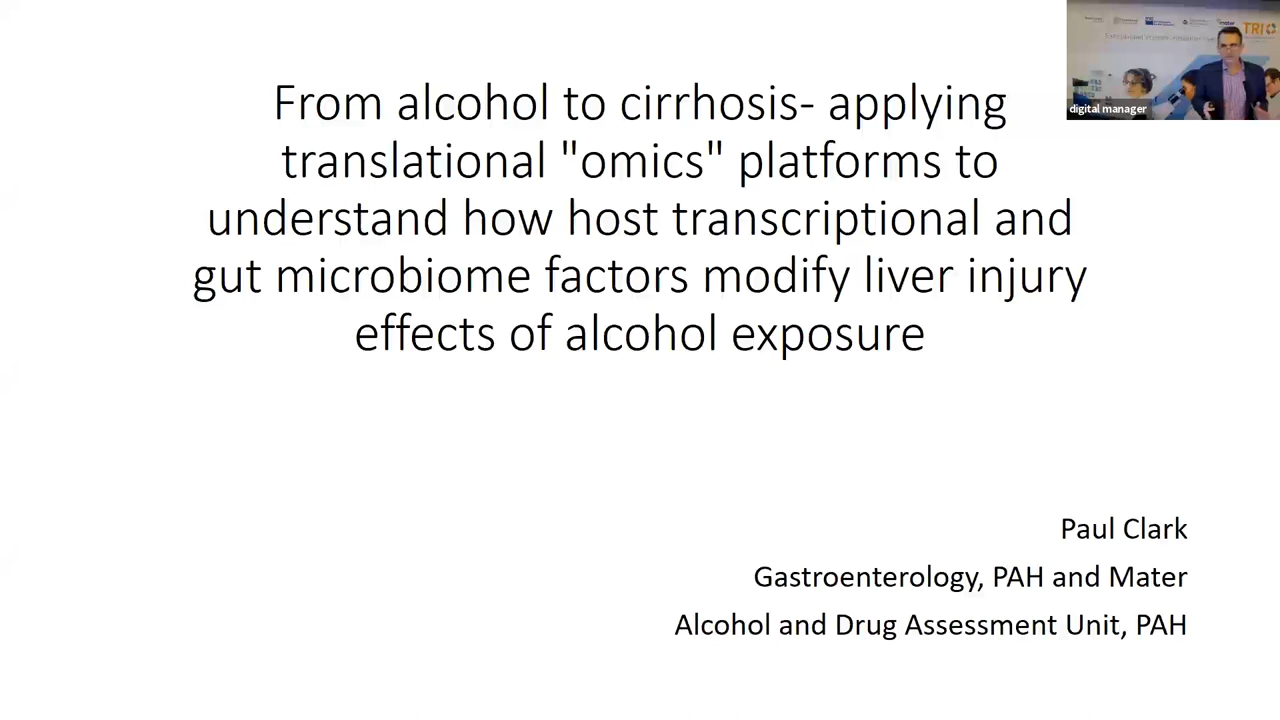 From alcohol to cirrhosis- applying
translational "omics" platforms to
understand how host transcriptional and
gut microbiome factors modify liver injury
effects of alcohol exposure
Paul Clark
Gastroenterology, PAH and Mater
Alcohol and Drug Assessment Unit, PAH
TRI
digital manager